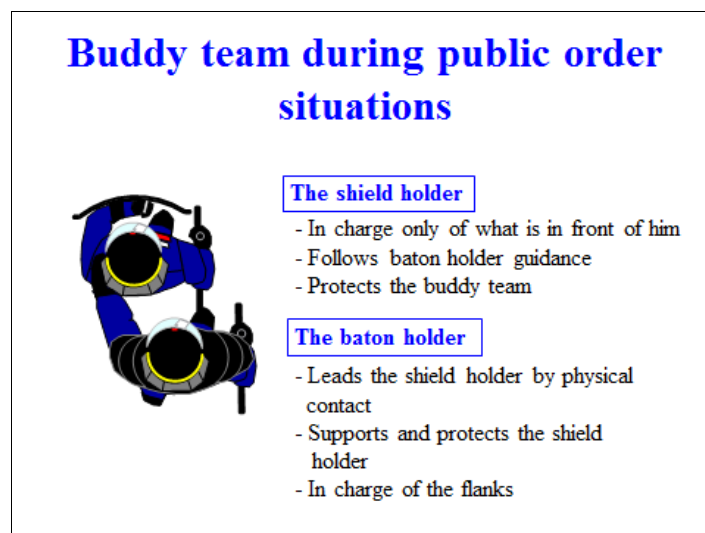 Buddy team during public order
situations
The shield holder
- In charge only of what is in front of him
- Follows baton holder guidance
- Protects the buddy team
The baton holder
- Leads the shield holder by physical
contact
- Supports and protects the shield
holder
- In charge of the flanks